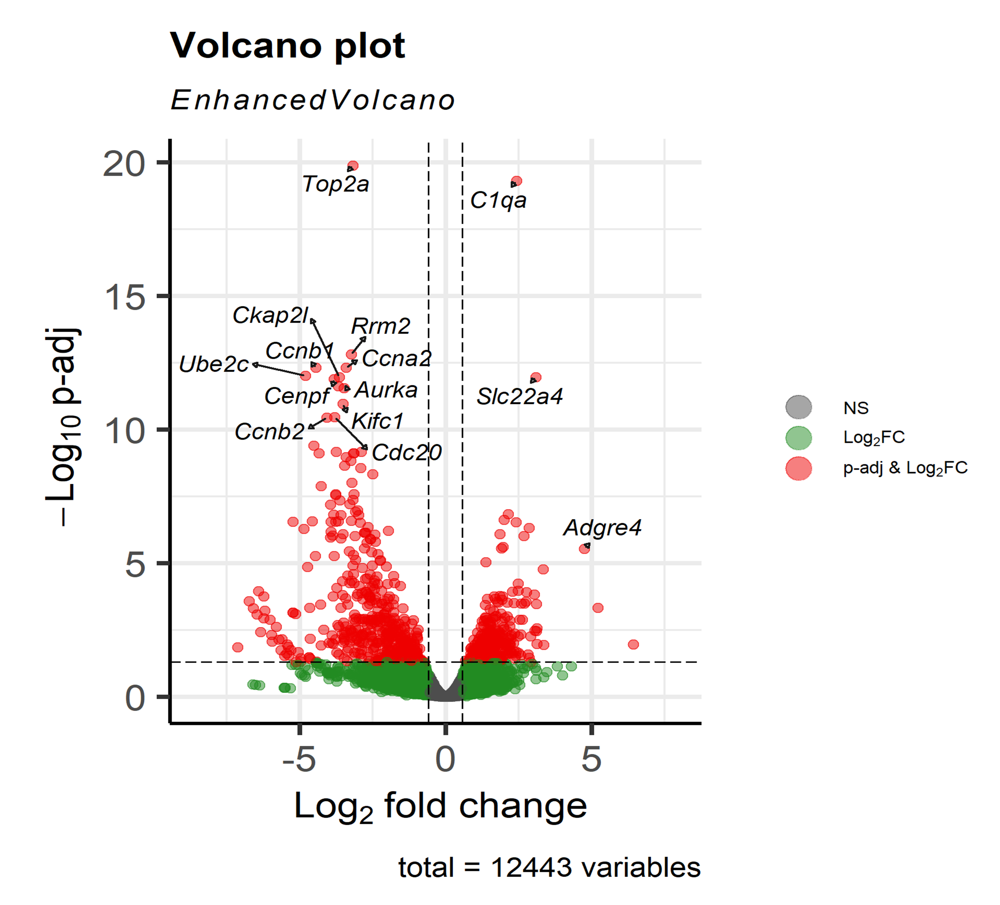 Volcano plot
EnhancedVolcano
20
15
10
5
0
−Log10 p-adj
Top2a
C1qa
Ckap2l
Rrm2
Ccnb1
Ccna2
Ube2c
Cenpf
Aurka
Slc22a4
Kifc1
Ccnb2
Cdc20
Adgre4
NS
Log2FC
p-adj & Log2FC
-5
0
5
Log2 fold change
total = 12443 variables